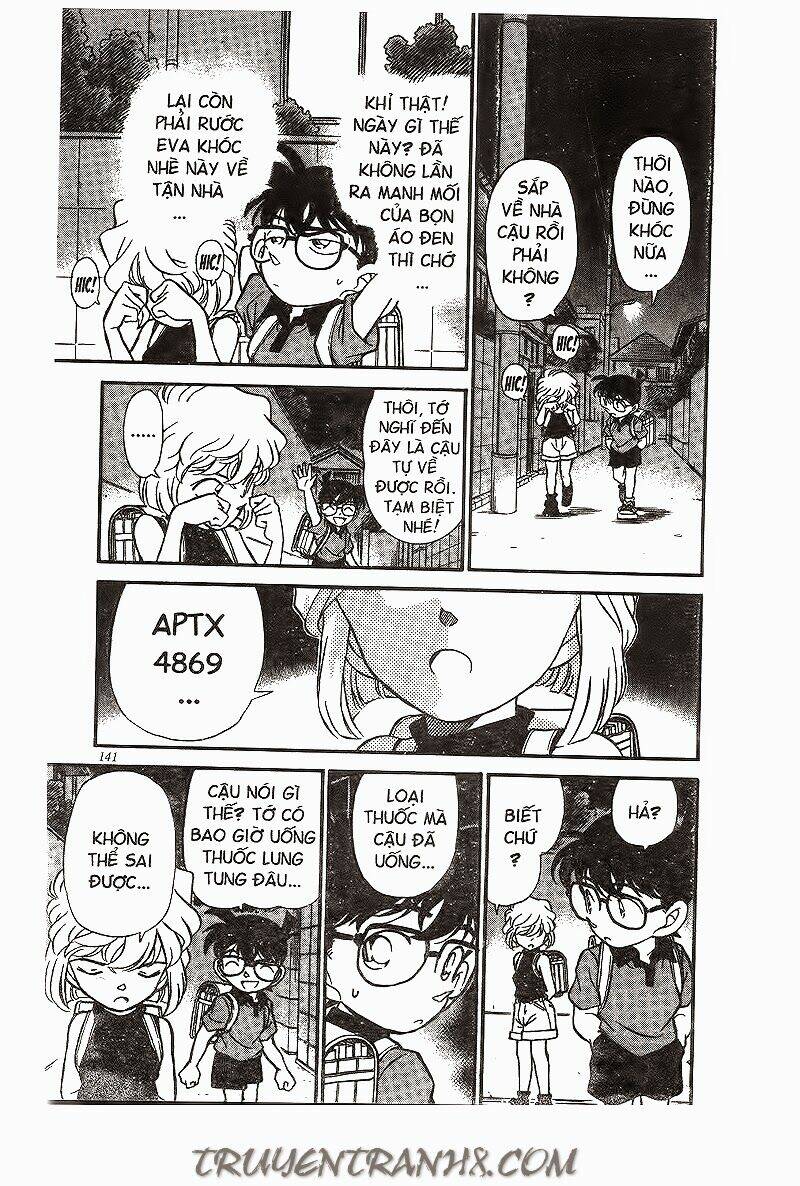 THÔI
NÀO,
ĐỪNG
KHÓC
NỮA
...
SẮP
VỀ NHÀ
CẬU RỒI
PHẢI
KHÔNG
?
HIC!
HIC!
KHỈ THẬT!
NGÀY GÌ THẾ
NÀY? ĐÃ
KHÔNG LẦN
RA MANH MỐI
CỦA BỌN
ÁO ĐEN
THÌ CHỚ
...
LẠI CÒN
PHẢI RƯỚC
EVA KHÓC
NHÈ NÀY VỀ
TẬN NHÀ
...
HIC!
HIC!
THÔI, TỚ
NGHĨ ĐẾN
ĐÂY LÀ CẬU
TỰ VỀ
ĐƯỢC RỒI.
TẠM BIỆT
NHÉ!
.....
APTX
4869
...
141
HẢ?
BIẾT
CHỨ
?
LOẠI
THUỐC MÀ
CẬU ĐÃ
UỐNG...
CẬU NÓI GÌ
THẾ? TỚ CÓ
BAO GIỜ UỐNG
THUỐC LUNG
TUNG ĐÂU...
KHÔNG
THỂ SAI
ĐƯỢC...
TRUYENTRANH8.COM